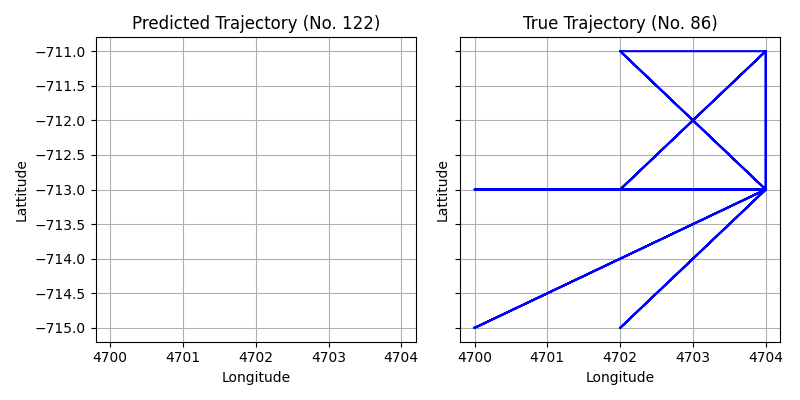 Predicted Trajectory (No. 122)
True Trajectory (No. 86)
−711.0
−711.5
−712.0
−712.5
−713.0
−713.5
−714.0
−714.5
−715.0
Lattitude
Lattitude
4700 4701 4702 4703 4704
4700 4701 4702 4703 4704
Longitude
Longitude